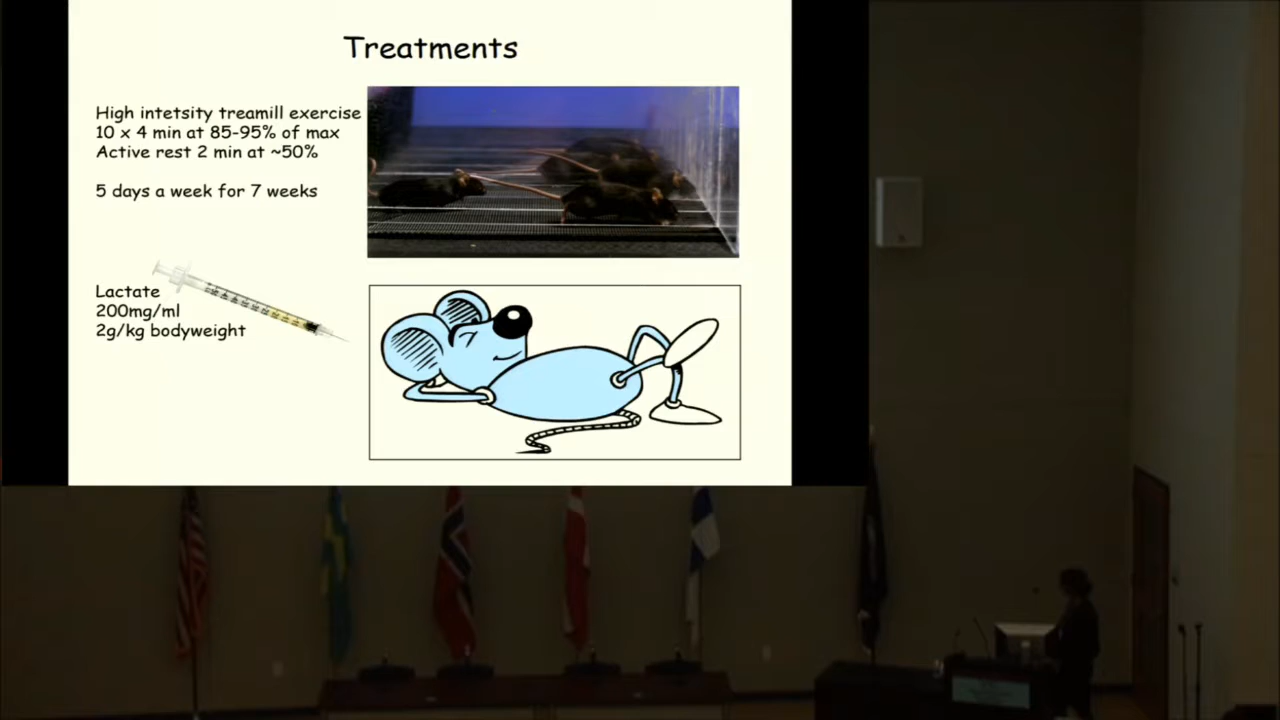 Treatments
High intetsity treamill exercise
10 x 4 min at 85-95% of max
Active rest 2 min at ~50%
5 days a week for 7 weeks
Lactate
200mg/ml
2g/kg bodyweight